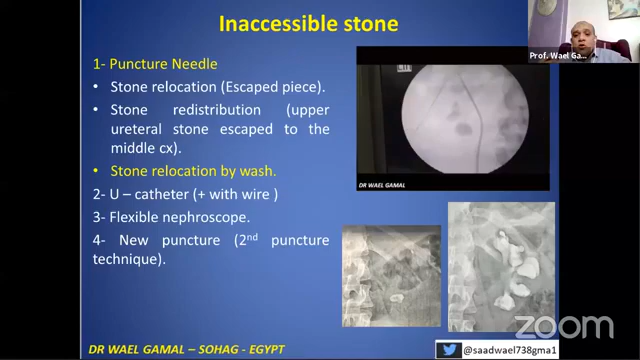 Inaccessible stone
Prof. Wael Ga...
1- Puncture Needle
• Stone relocation (Escaped piece).
• Stone redistribution (upper
ureteral stone escaped to the
middle cx).
• Stone relocation by wash.
2- U – catheter (+ with wire )
3- Flexible nephroscope.
4- New puncture (2nd puncture
technique).
DR WAEL GAMAL
zoom
DR WAEL GAMAL – SOHAG - EGYPT
@saadwael738gma1